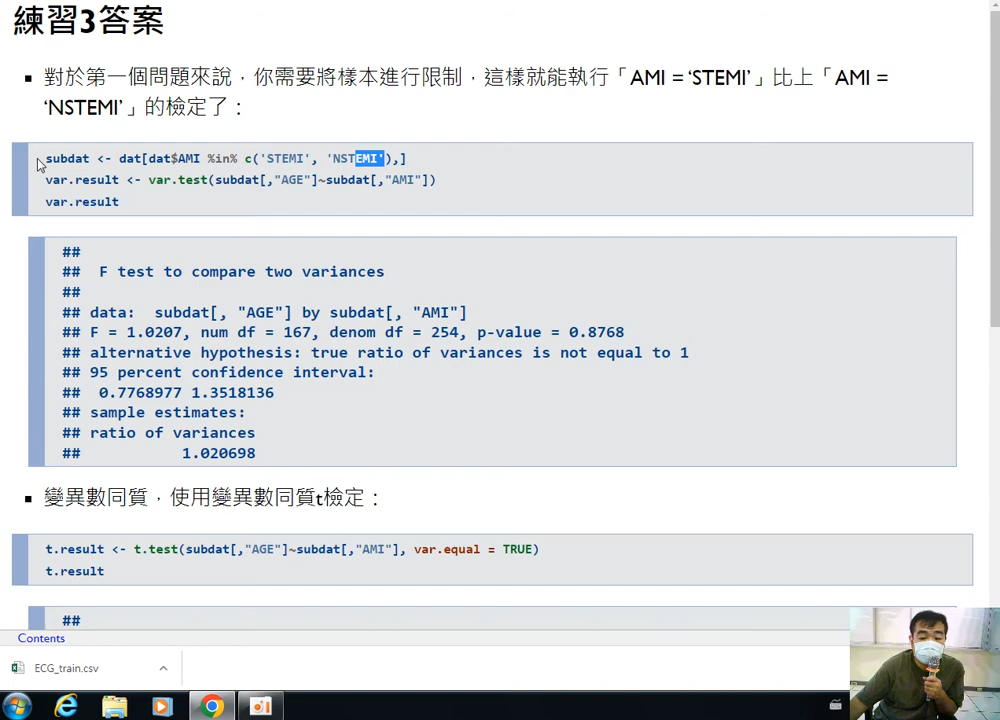 練習3答案
▪ 對於第一個問題來說，你需要將樣本進行限制，這樣就能執行「AMI = ‘STEMI’」比上「AMI =
‘NSTEMI’」的檢定了：
subdat <- dat[dat$AMI %in% c('STEMI', 'NSTEMI'),]
var.result <- var.test(subdat[,"AGE"]~subdat[,"AMI"])
var.result
##
##  F test to compare two variances
##
## data:  subdat[, "AGE"] by subdat[, "AMI"]
## F = 1.0207, num df = 167, denom df = 254, p-value = 0.8768
## alternative hypothesis: true ratio of variances is not equal to 1
## 95 percent confidence interval:
##  0.7768977 1.3518136
## sample estimates:
## ratio of variances
##           1.020698
▪ 變異數同質，使用變異數同質t檢定：
t.result <- t.test(subdat[,"AGE"]~subdat[,"AMI"], var.equal = TRUE)
t.result
##
Contents
ECG_train.csv